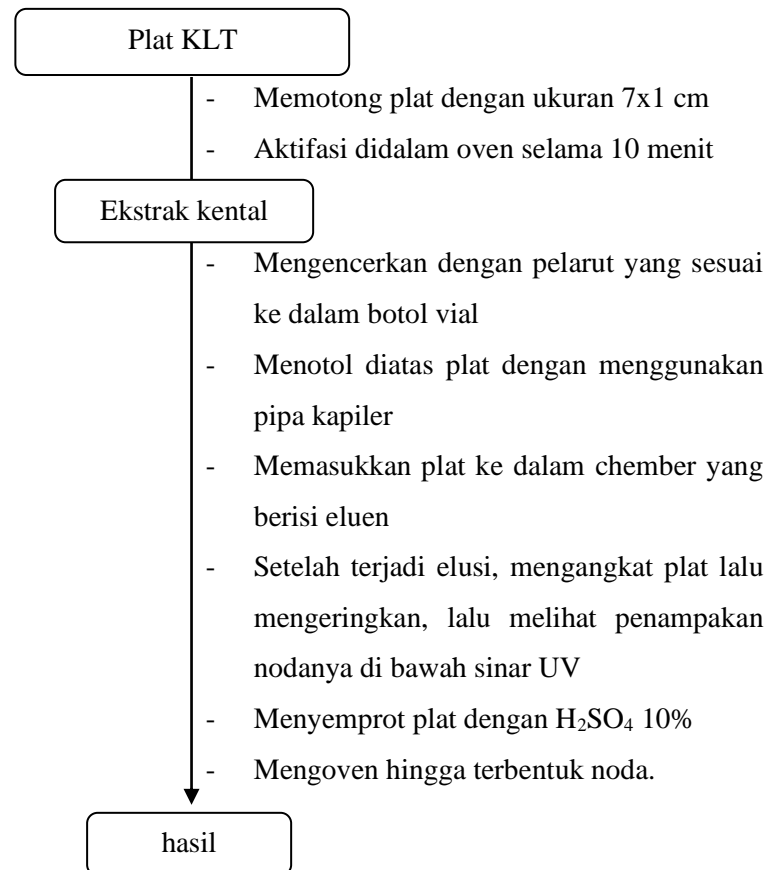 Plat KLT
- Memotong plat dengan ukuran 7x1 cm
- Aktifasi didalam oven selama 10 menit
Ekstrak kental
- Mengencerkan dengan pelarut yang sesuai
ke dalam botol vial
- Menotol diatas plat dengan menggunakan
pipa kapiler
- Memasukkan plat ke dalam chember yang
berisi eluen
- Setelah terjadi elusi, mengangkat plat lalu
mengeringkan, lalu melihat penampakan
nodanya di bawah sinar UV
- Menyemprot plat dengan H₂SO₄ 10%
- Mengoven hingga terbentuk noda.
hasil